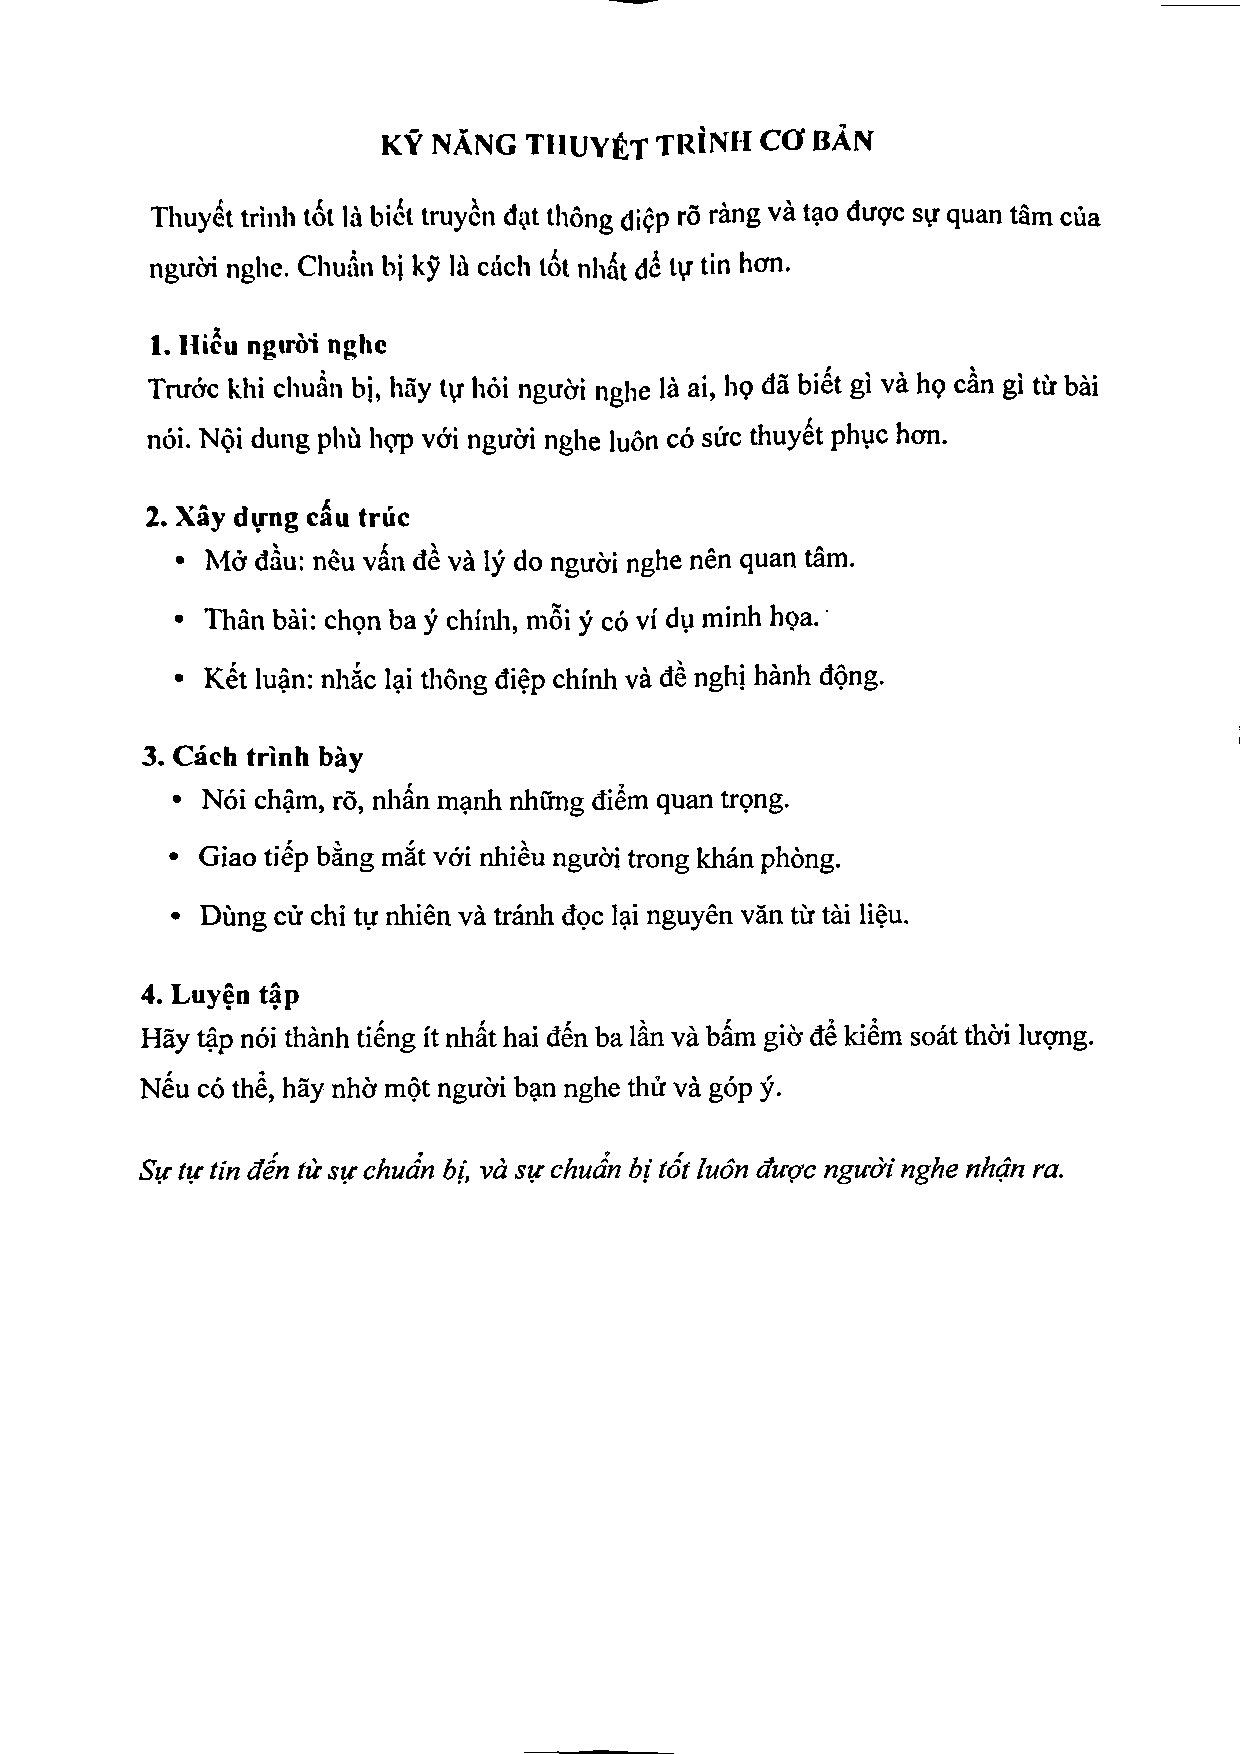 KỸ NĂNG THUYẾT TRÌNH CƠ BẢN
Thuyết trình tốt là biết truyền đạt thông điệp rõ ràng và tạo được sự quan tâm của
người nghe. Chuẩn bị kỹ là cách tốt nhất để tự tin hơn.
1. Hiểu người nghe
Trước khi chuẩn bị, hãy tự hỏi người nghe là ai, họ đã biết gì và họ cần gì từ bài
nói. Nội dung phù hợp với người nghe luôn có sức thuyết phục hơn.
2. Xây dựng cấu trúc
• Mở đầu: nêu vấn đề và lý do người nghe nên quan tâm.
• Thân bài: chọn ba ý chính, mỗi ý có ví dụ minh họa.
• Kết luận: nhắc lại thông điệp chính và đề nghị hành động.
3. Cách trình bày
• Nói chậm, rõ, nhấn mạnh những điểm quan trọng.
• Giao tiếp bằng mắt với nhiều người trong khán phòng.
• Dùng cử chỉ tự nhiên và tránh đọc lại nguyên văn từ tài liệu.
4. Luyện tập
Hãy tập nói thành tiếng ít nhất hai đến ba lần và bấm giờ để kiểm soát thời lượng.
Nếu có thể, hãy nhờ một người bạn nghe thử và góp ý.
Sự tự tin đến từ sự chuẩn bị, và sự chuẩn bị tốt luôn được người nghe nhận ra.